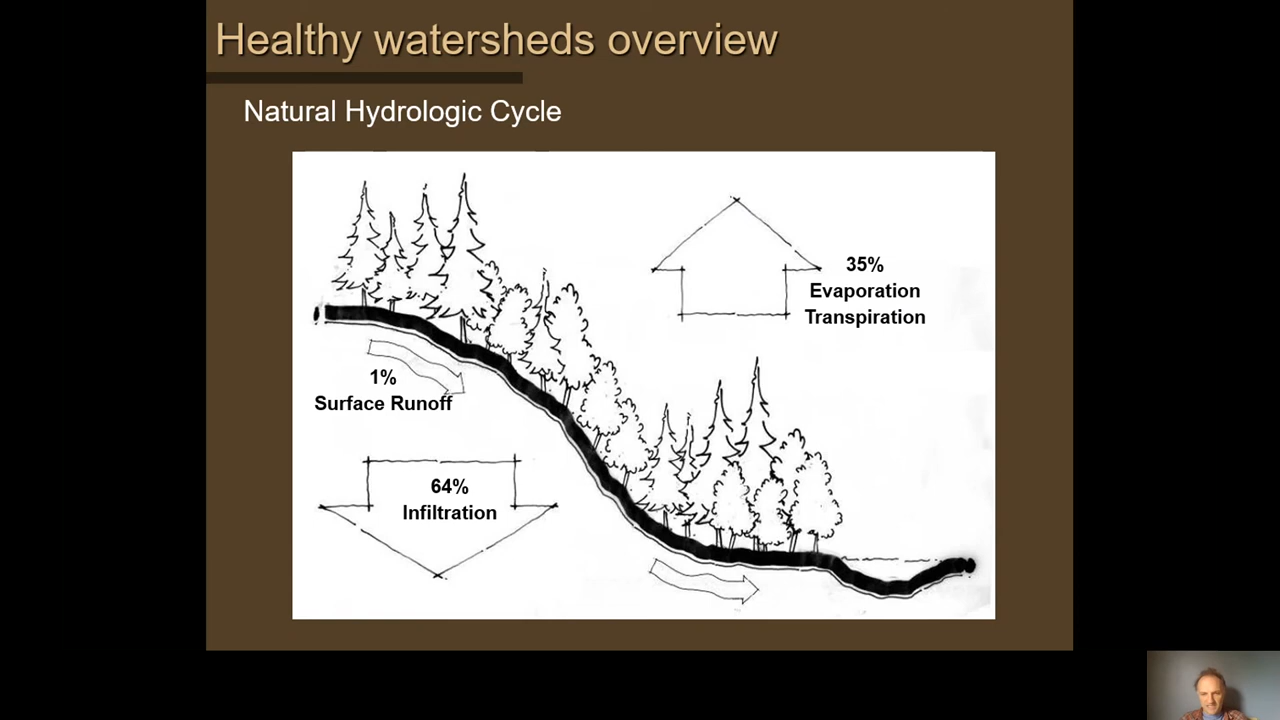 Healthy watersheds overview
Natural Hydrologic Cycle
35%
Evaporation
Transpiration
1%
Surface Runoff
64%
Infiltration